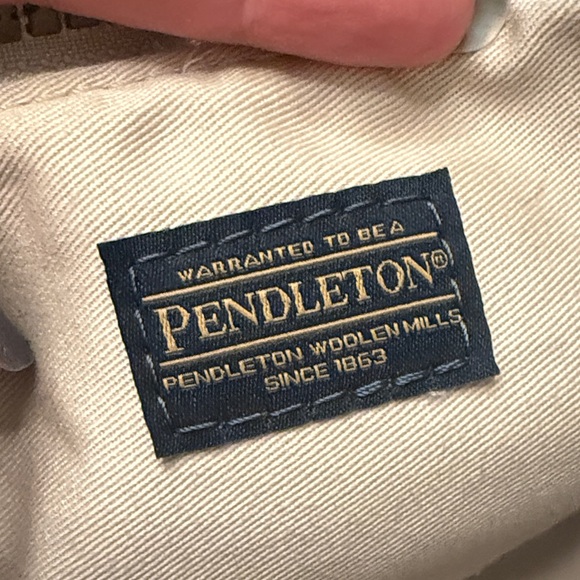 WARRANTED TO BE A
PENDLETON®
PENDLETON WOOLEN MILLS
SINCE 1863